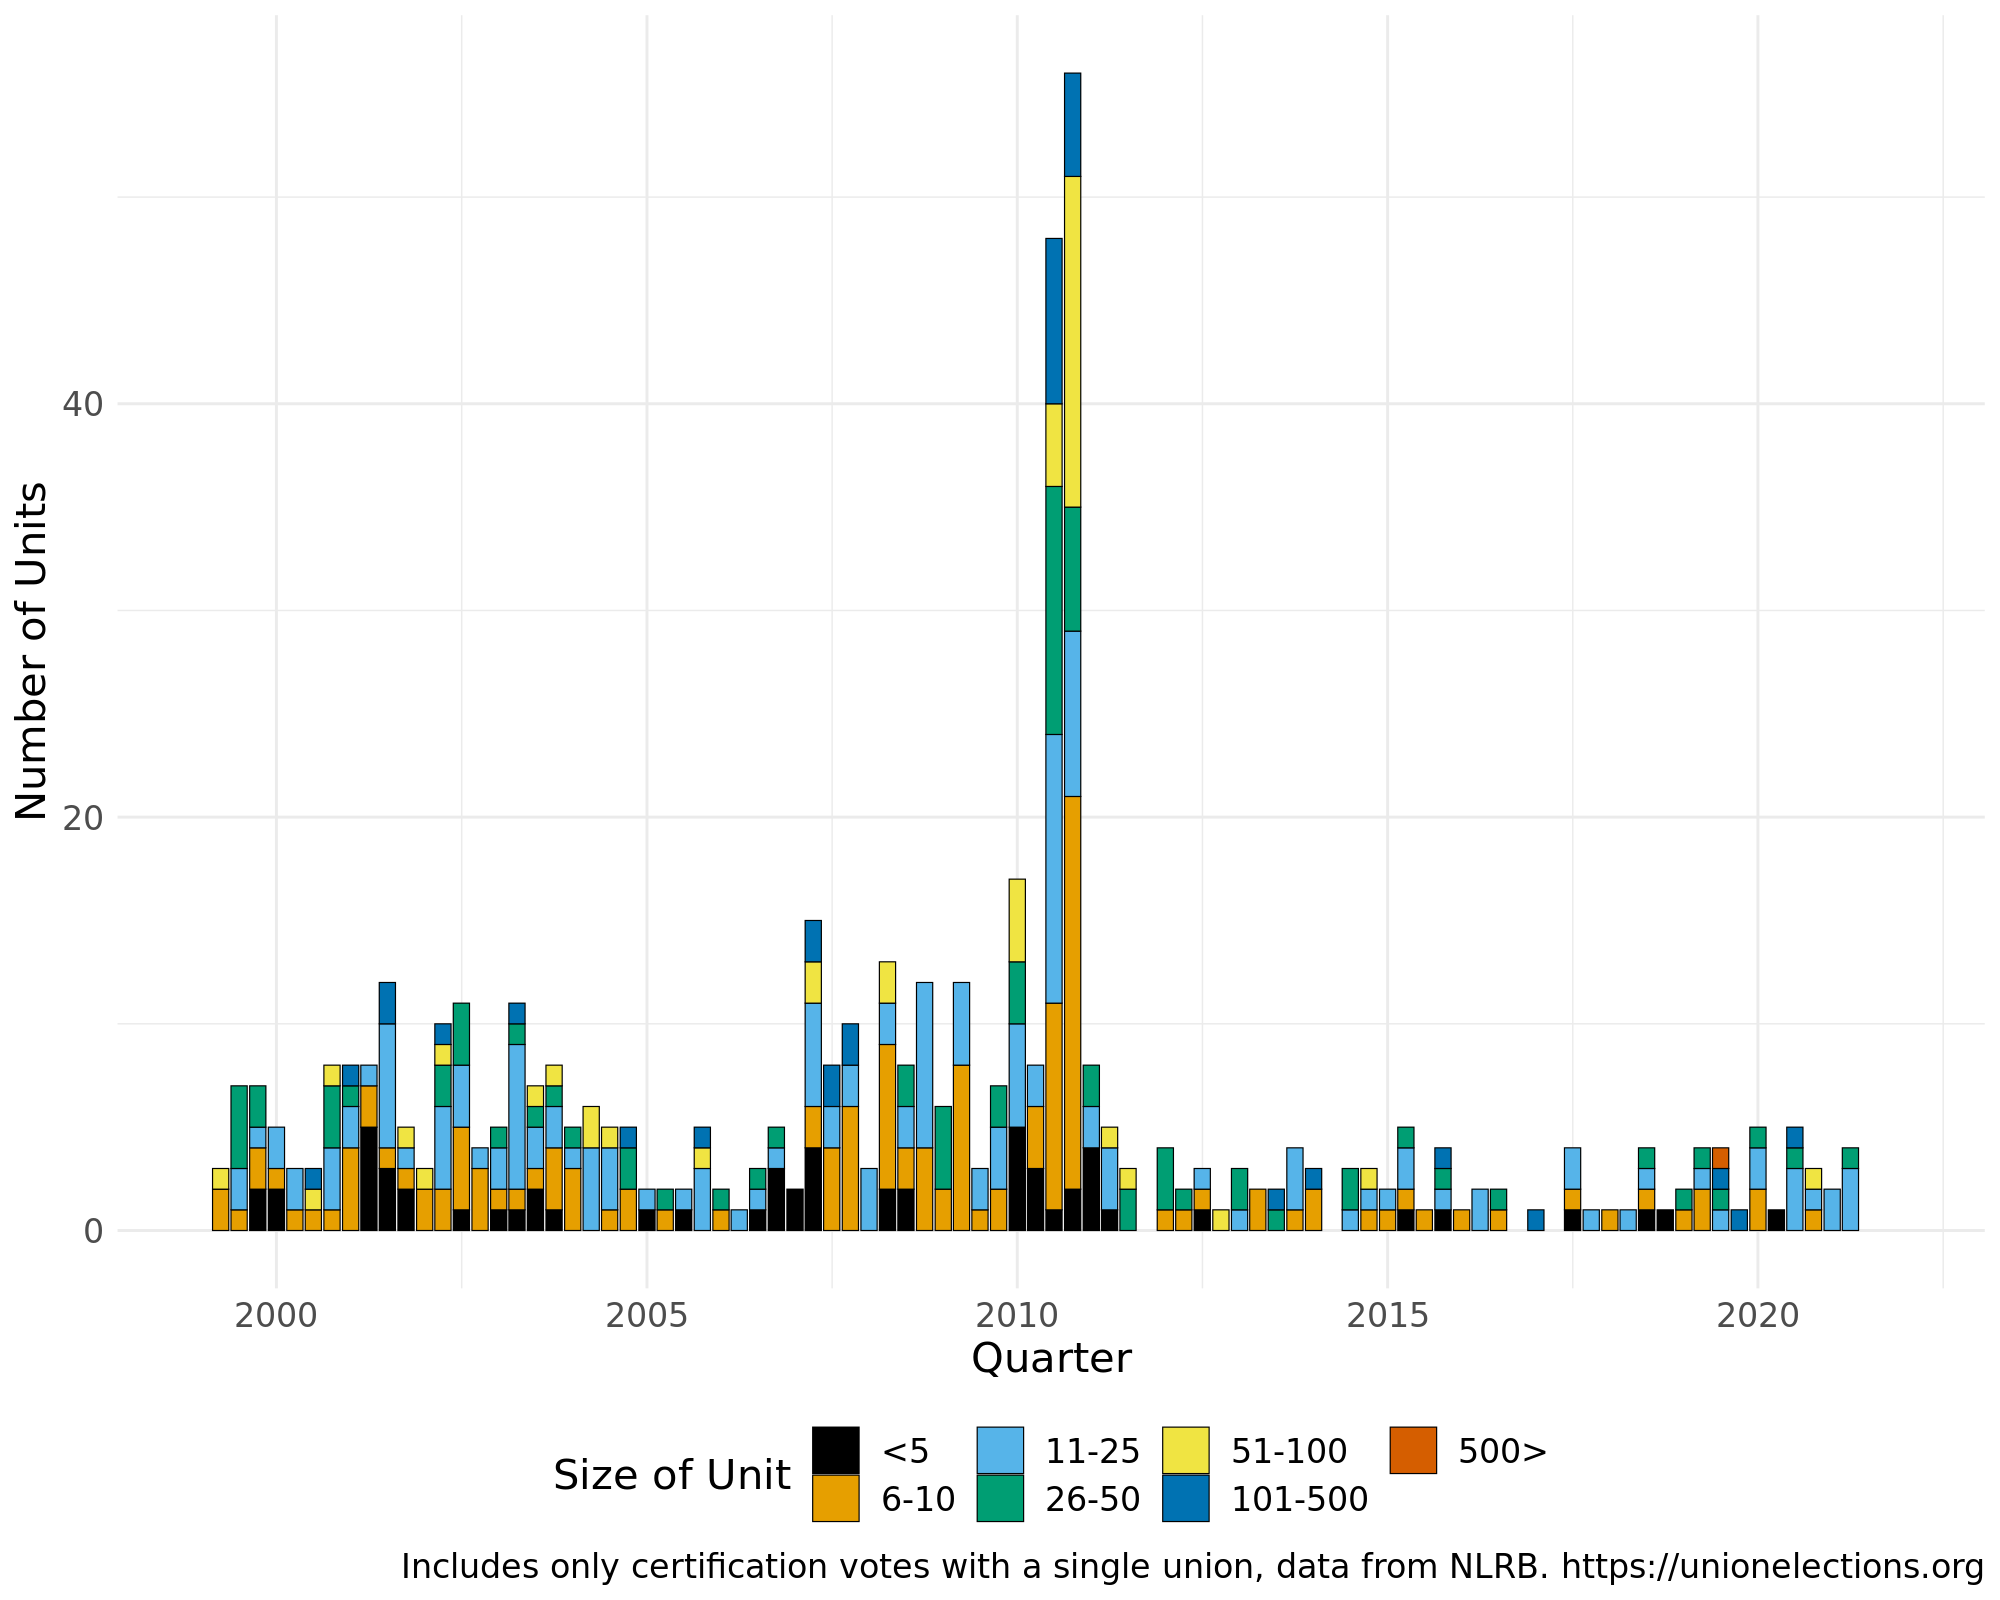 Number of Units
40
20
0
2000 2005 2010 2015 2020
Quarter
Size of Unit
<5 11-25 51-100 500>
6-10 26-50 101-500
Includes only certification votes with a single union, data from NLRB. https://unionelections.org